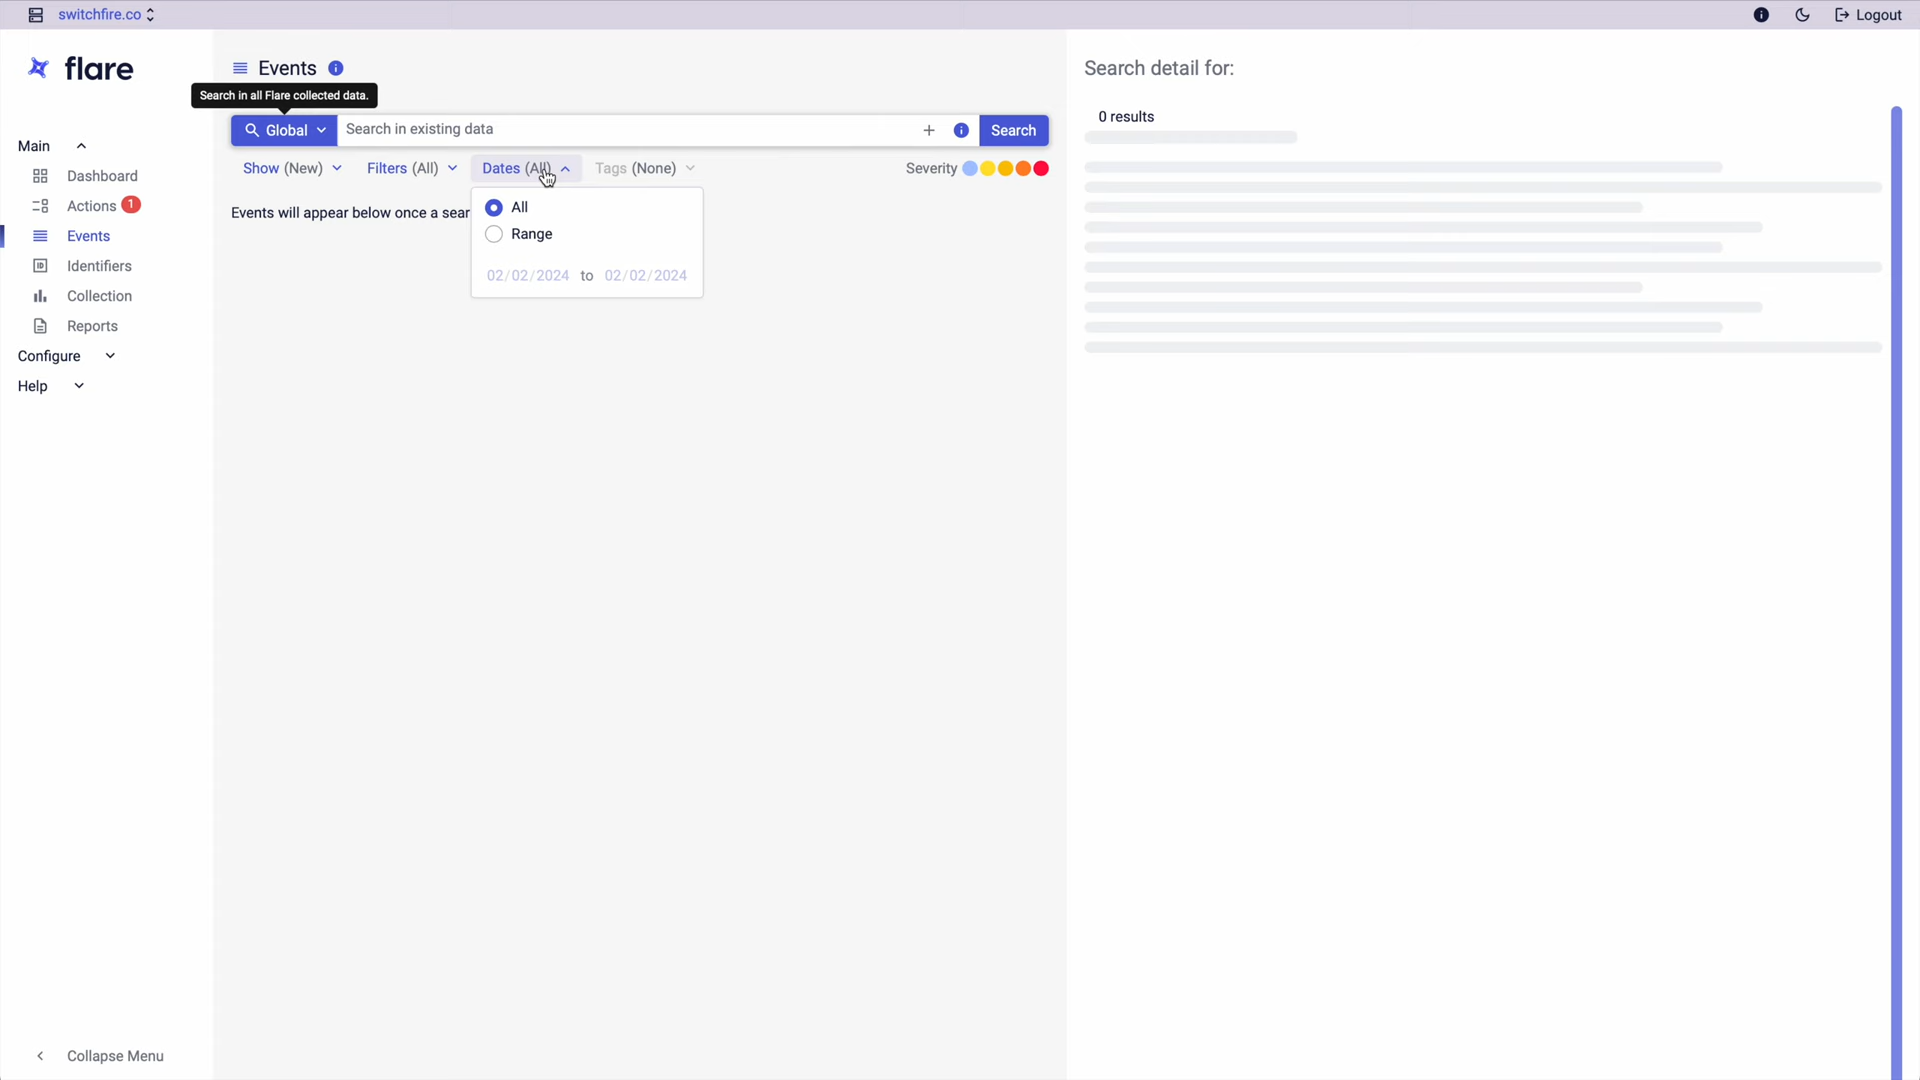 switchfire.co
Logout
flare
Events
Search detail for:
Search in all Flare collected data.
0 results
Global
Search in existing data
Search
Main
Show (New)
Filters (All)
Dates (All)
Tags (None)
Severity
Dashboard
Actions 1
Events
Identifiers
Collection
Reports
Configure
Help
Events will appear below once a sear
All
Range
02/02/2024 to 02/02/2024
Collapse Menu